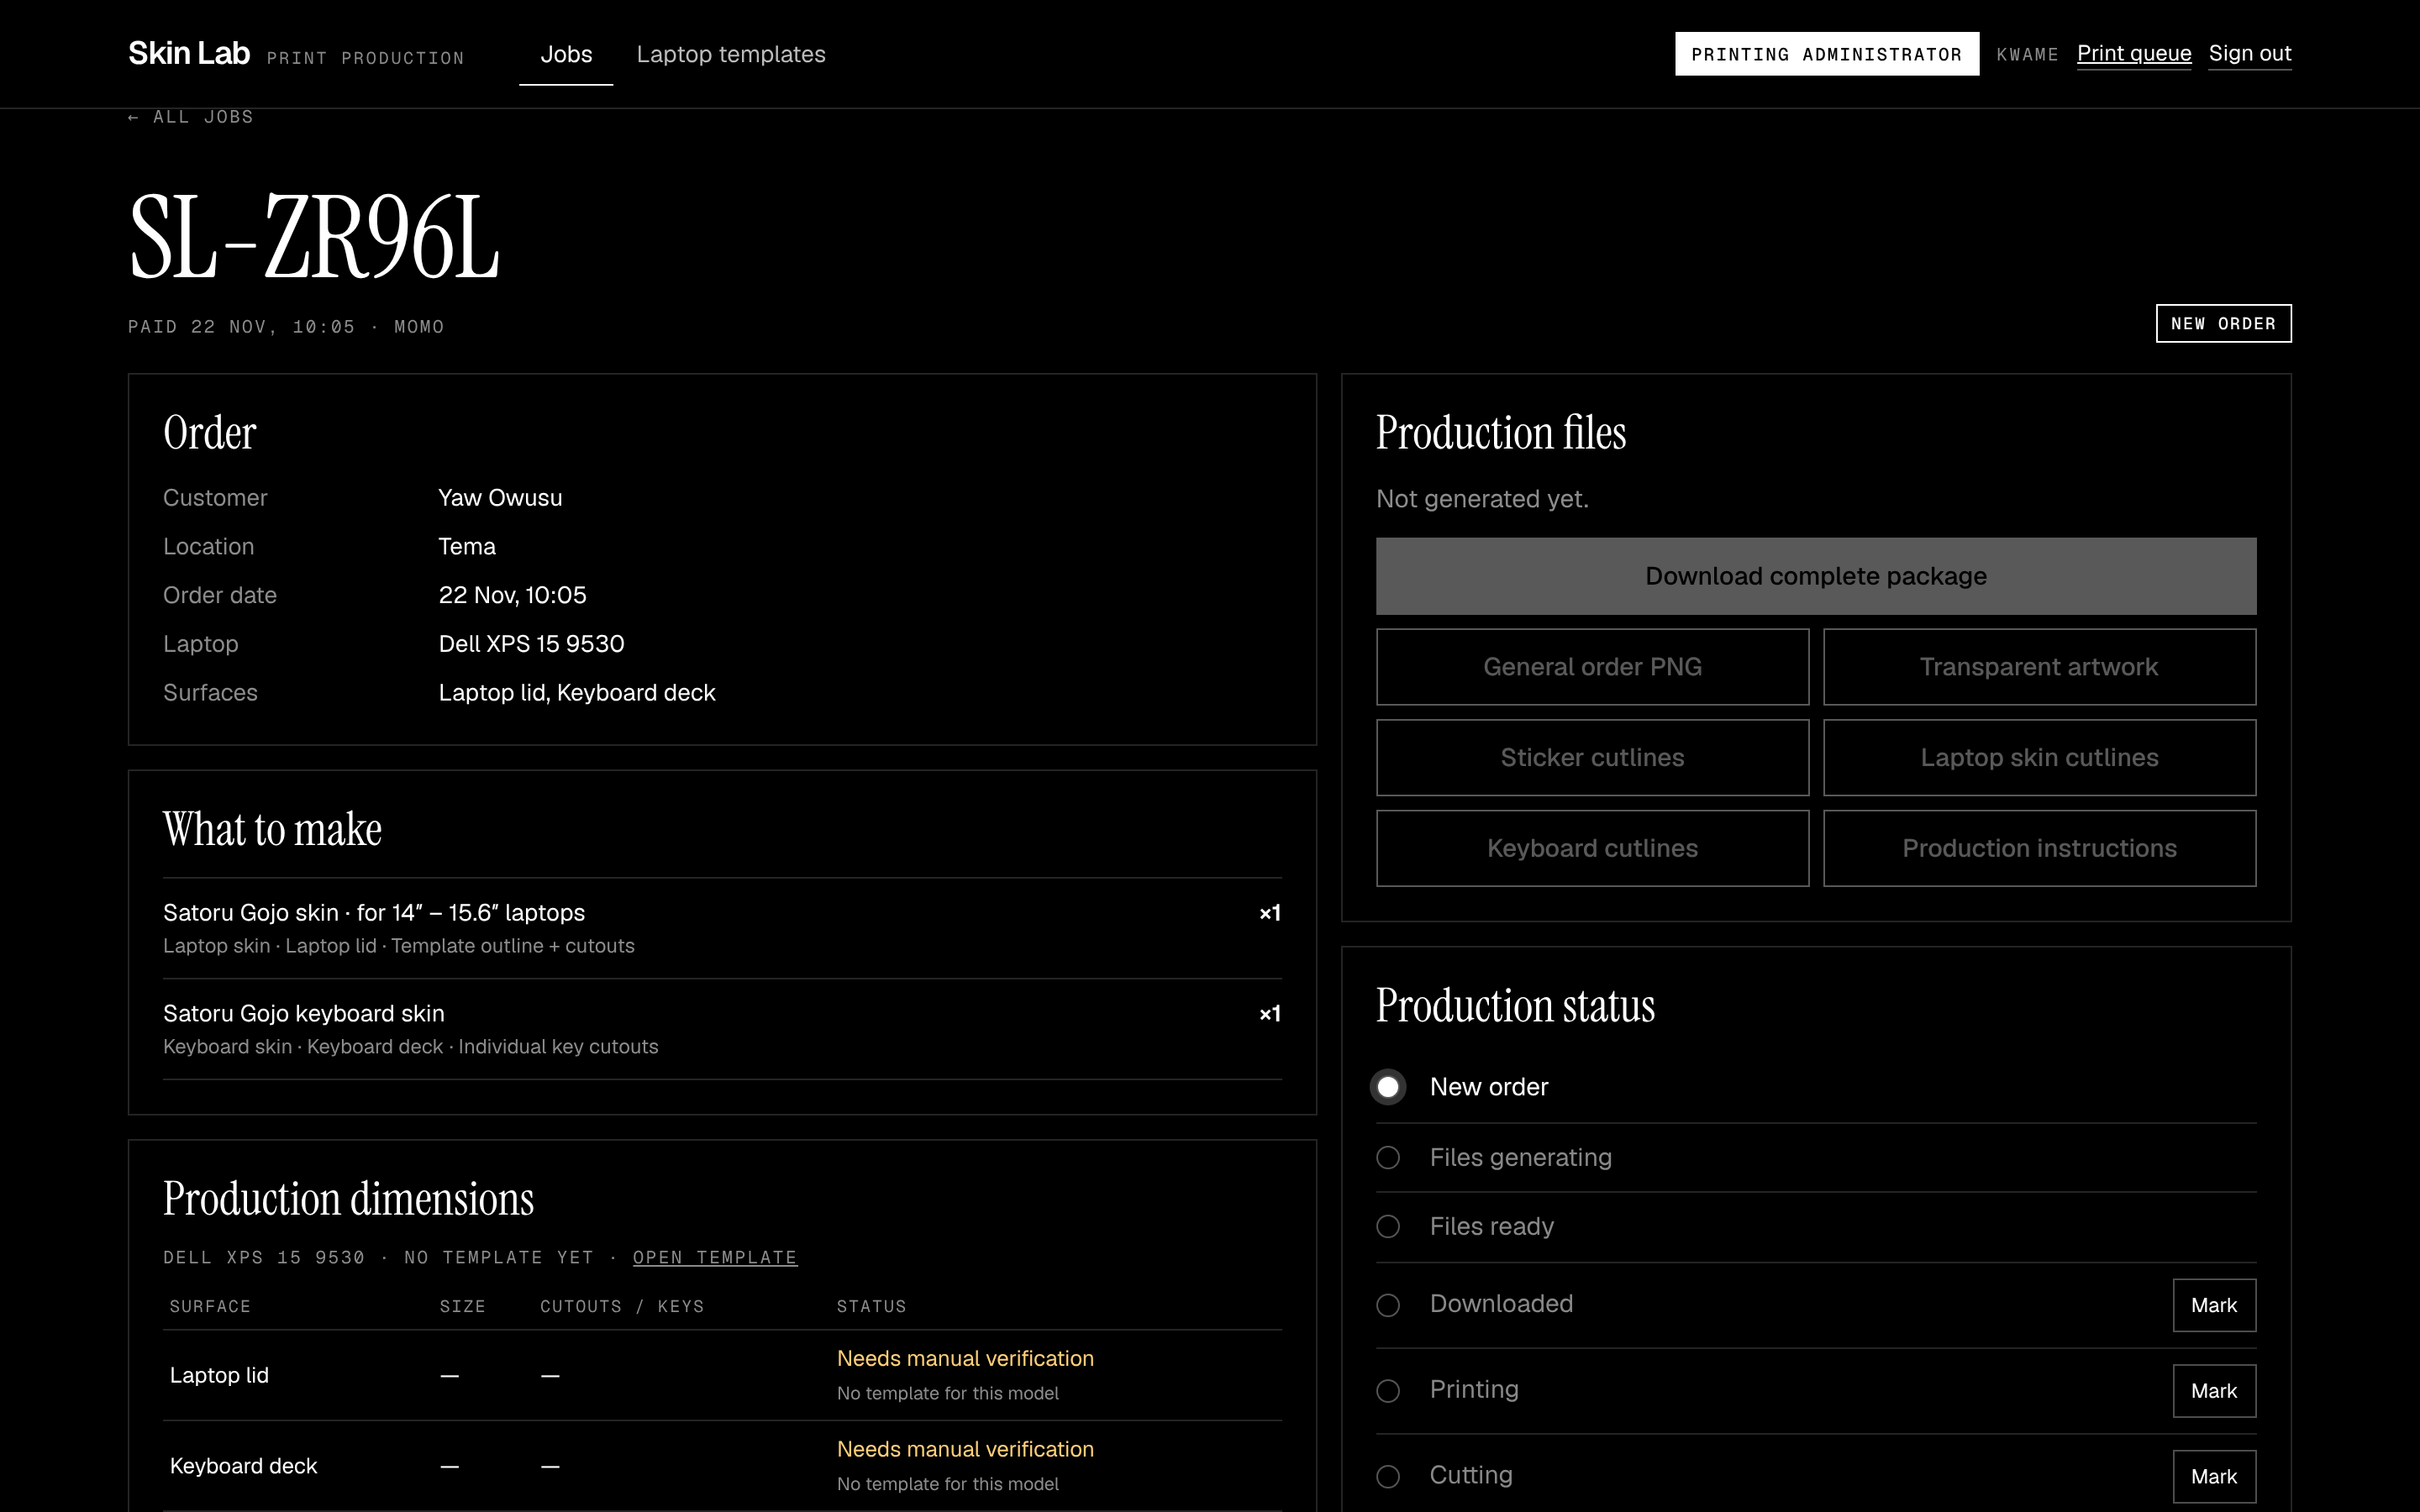 Skin Lab PRINT PRODUCTION Jobs Laptop templates PRINTING ADMINISTRATOR KWAME Print queue Sign out
← ALL JOBS
SL-ZR96L
PAID 22 NOV, 10:05 · MOMO
NEW ORDER
Order
Customer Yaw Owusu
Location Tema
Order date 22 Nov, 10:05
Laptop Dell XPS 15 9530
Surfaces Laptop lid, Keyboard deck
What to make
Satoru Gojo skin · for 14″ – 15.6″ laptops ×1
Laptop skin · Laptop lid · Template outline + cutouts
Satoru Gojo keyboard skin ×1
Keyboard skin · Keyboard deck · Individual key cutouts
Production dimensions
DELL XPS 15 9530 · NO TEMPLATE YET · OPEN TEMPLATE
SURFACE SIZE CUTOUTS / KEYS STATUS
Laptop lid — — Needs manual verification
No template for this model
Keyboard deck — — Needs manual verification
No template for this model
Production files
Not generated yet.
Download complete package
General order PNG Transparent artwork
Sticker cutlines Laptop skin cutlines
Keyboard cutlines Production instructions
Production status
New order
Files generating
Files ready
Downloaded Mark
Printing Mark
Cutting Mark